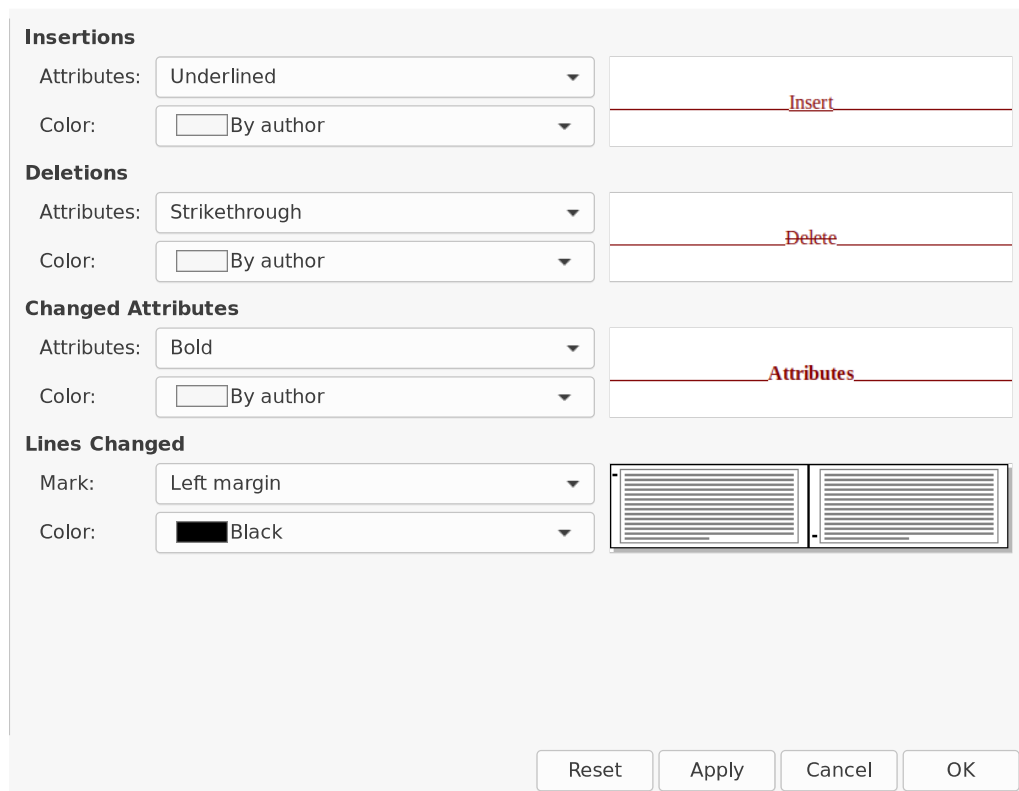 Insertions
Attributes: Underlined
Insert
Color: By author
Deletions
Attributes: Strikethrough
Delete
Color: By author
Changed Attributes
Attributes: Bold
Attributes
Color: By author
Lines Changed
Mark: Left margin
Color: Black
Reset Apply Cancel OK